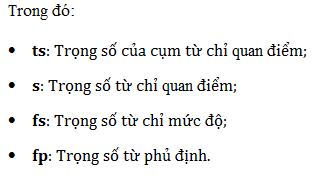 Trong đó:
• ts: Trọng số của cụm từ chỉ quan điểm;
• s: Trọng số từ chỉ quan điểm;
• fs: Trọng số từ chỉ mức độ;
• fp: Trọng số từ phủ định.